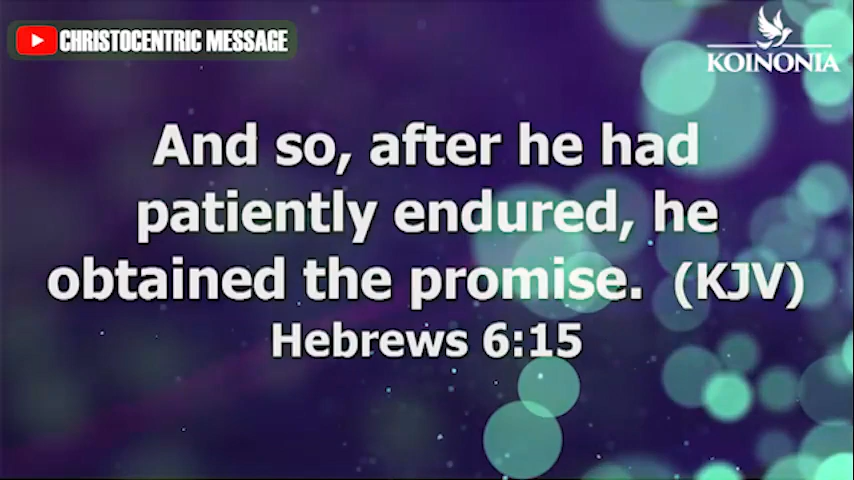 CHRISTOCENTRIC MESSAGE
KOINONIA
And so, after he had
patiently endured, he
obtained the promise. (KJV)
Hebrews 6:15